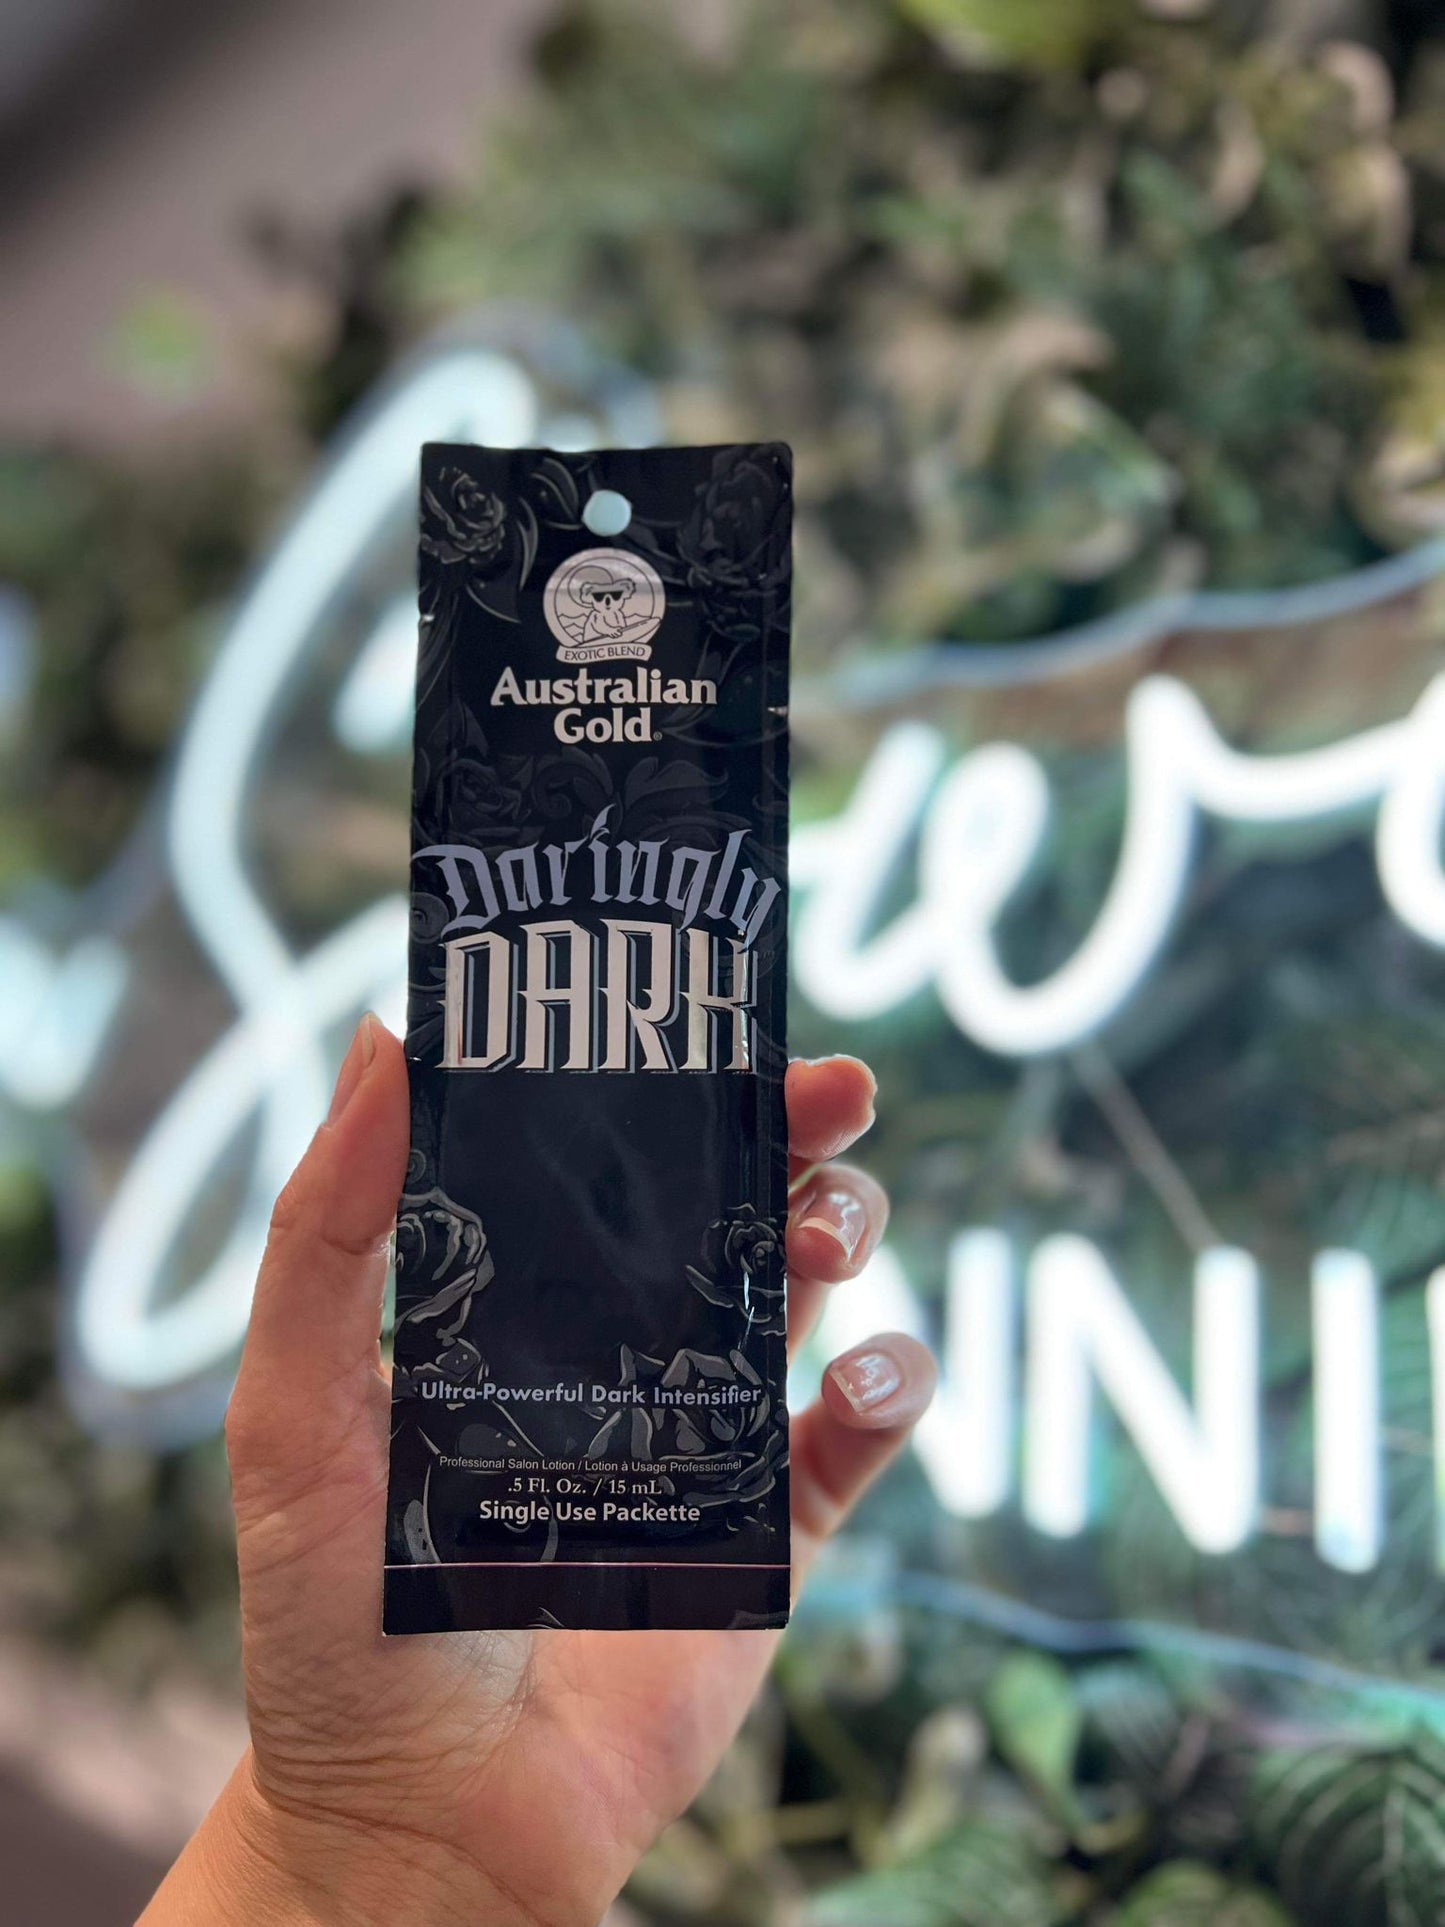 EXOTIC BLEND
Australian
Gold®
Daringly
DARK
Ultra-Powerful Dark Intensifier
Professional Salon Lotion / Lotion à Usage Professionnel
.5 Fl. Oz. / 15 mL
Single Use Packette